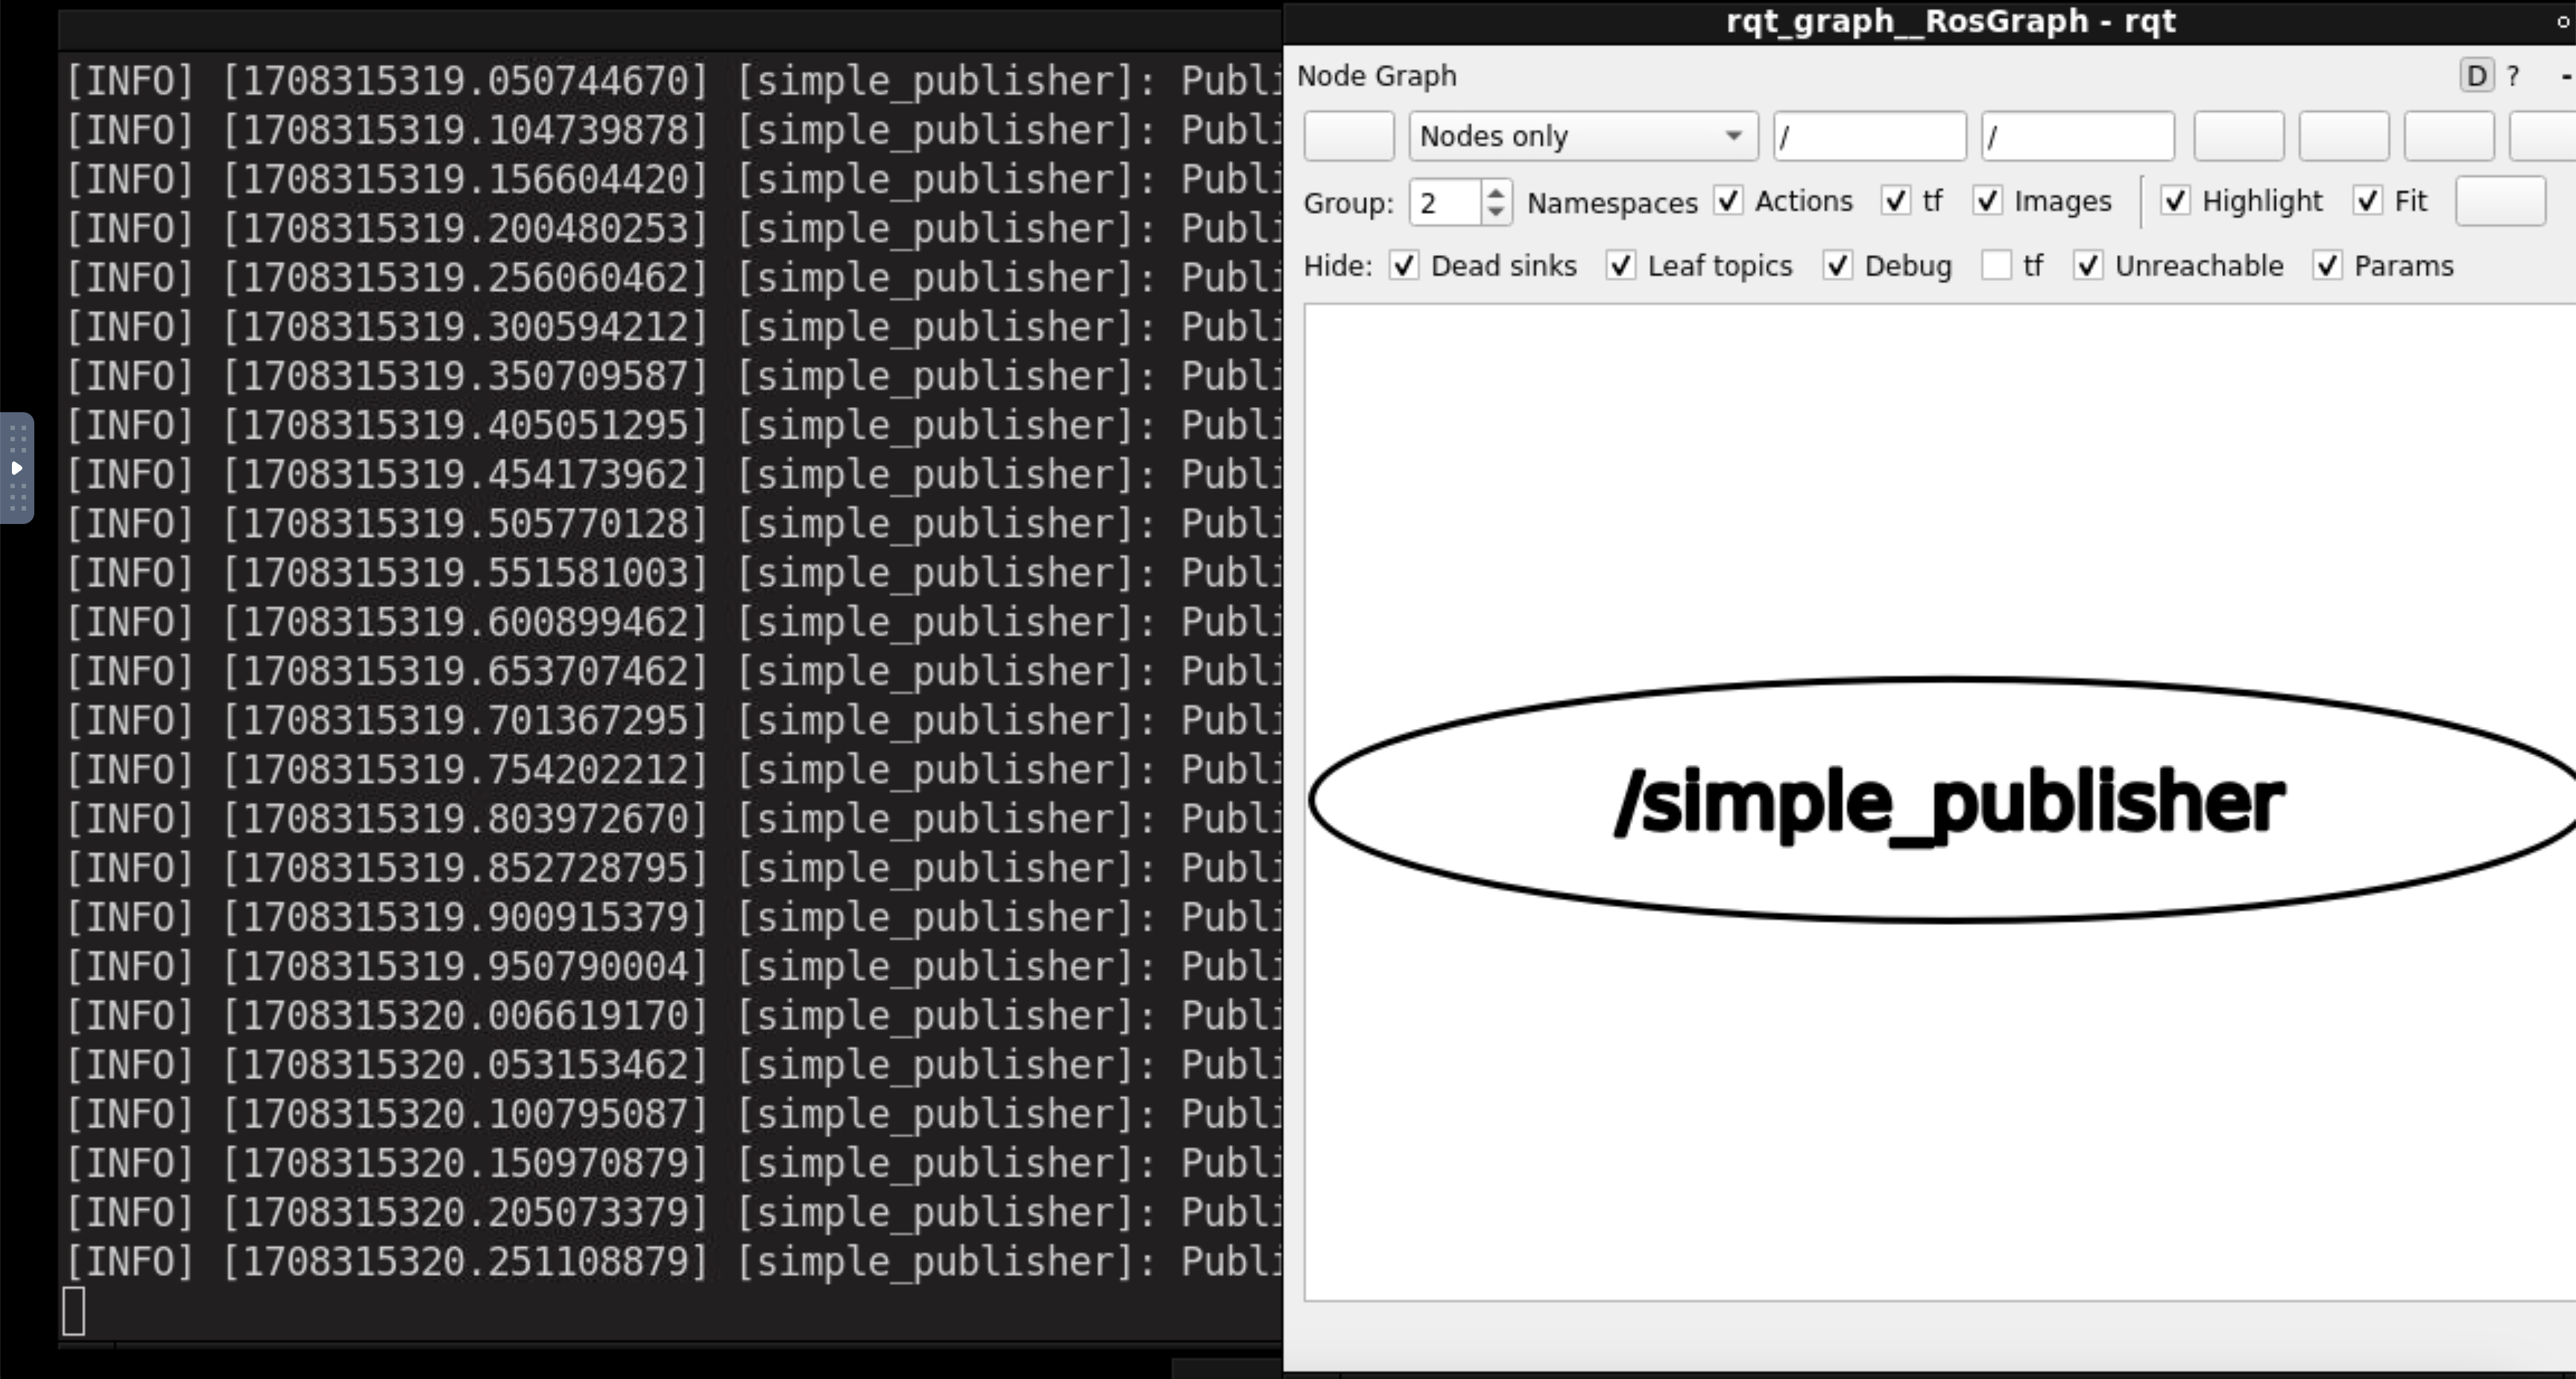 [INFO] [1708315319.050744670] [simple_publisher]: Publi
[INFO] [1708315319.104739878] [simple_publisher]: Publi
[INFO] [1708315319.156604420] [simple_publisher]: Publi
[INFO] [1708315319.200480253] [simple_publisher]: Publi
[INFO] [1708315319.256060462] [simple_publisher]: Publi
[INFO] [1708315319.300594212] [simple_publisher]: Publi
[INFO] [1708315319.350709587] [simple_publisher]: Publi
[INFO] [1708315319.405051295] [simple_publisher]: Publi
[INFO] [1708315319.454173962] [simple_publisher]: Publi
[INFO] [1708315319.505770128] [simple_publisher]: Publi
[INFO] [1708315319.551581003] [simple_publisher]: Publi
[INFO] [1708315319.600899462] [simple_publisher]: Publi
[INFO] [1708315319.653707462] [simple_publisher]: Publi
[INFO] [1708315319.701367295] [simple_publisher]: Publi
[INFO] [1708315319.754202212] [simple_publisher]: Publi
[INFO] [1708315319.803972670] [simple_publisher]: Publi
[INFO] [1708315319.852728795] [simple_publisher]: Publi
[INFO] [1708315319.900915379] [simple_publisher]: Publi
[INFO] [1708315319.950790004] [simple_publisher]: Publi
[INFO] [1708315320.006619170] [simple_publisher]: Publi
[INFO] [1708315320.053153462] [simple_publisher]: Publi
[INFO] [1708315320.100795087] [simple_publisher]: Publi
[INFO] [1708315320.150970879] [simple_publisher]: Publi
[INFO] [1708315320.205073379] [simple_publisher]: Publi
[INFO] [1708315320.251108879] [simple_publisher]: Publi
rqt_graph__RosGraph - rqt
Node Graph D ? -
Nodes only / /
Group: 2 Namespaces Actions tf Images Highlight Fit
Hide: Dead sinks Leaf topics Debug tf Unreachable Params
/simple_publisher